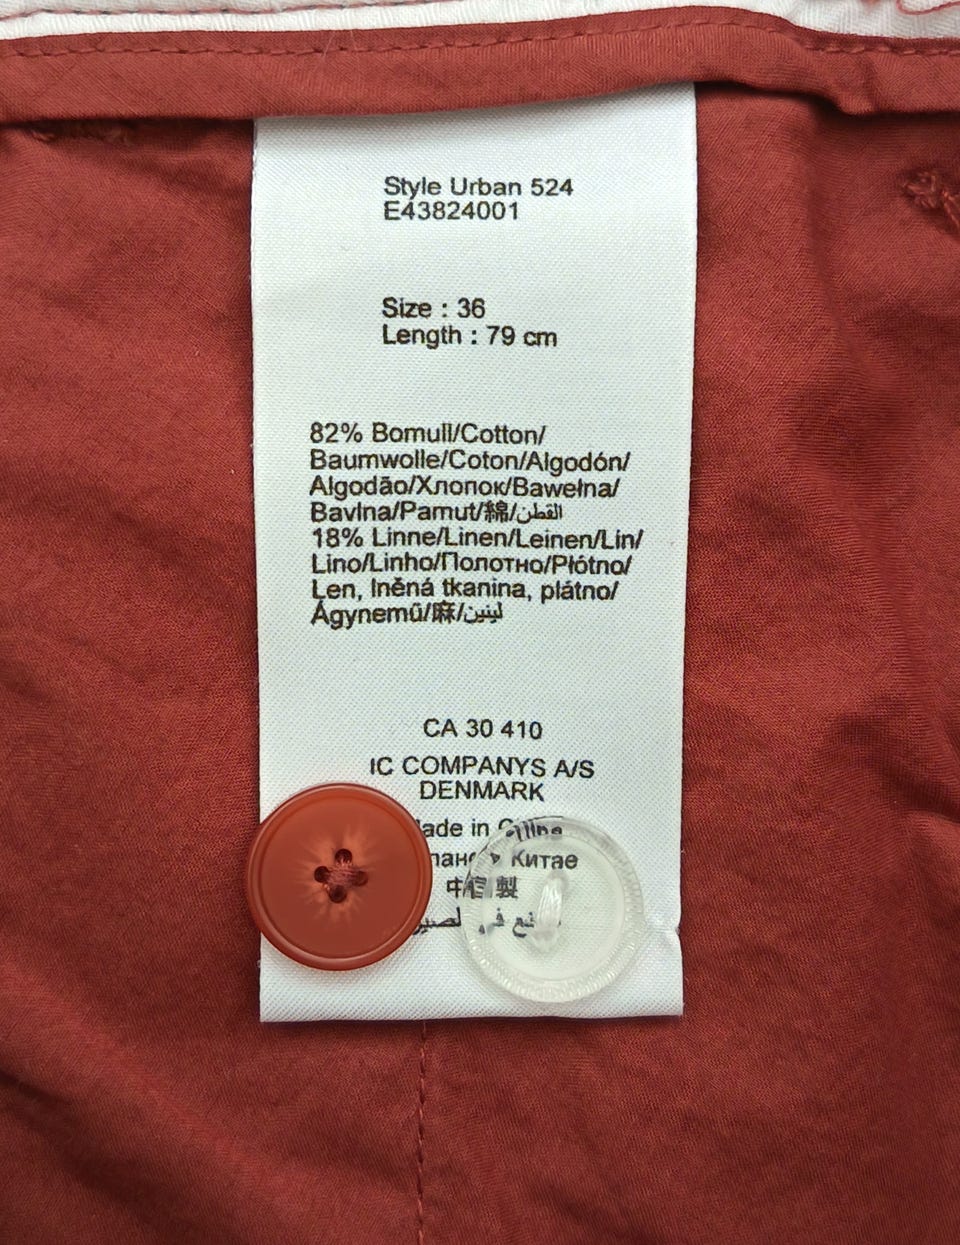 Style Urban 524
E43824001
Size : 36
Length : 79 cm
82% Bomull/Cotton/
Baumwolle/Coton/Algodón/
Algodão/Хлопок/Bawełna/
Bavlna/Pamut/綿/القطن
18% Linne/Linen/Leinen/Lin/
Lino/Linho/Полотно/Płótno/
Len, lněná tkanina, plátno/
Ágynemű/麻/لينين
CA 30 410
IC COMPANYS A/S
DENMARK
in
Китае
في